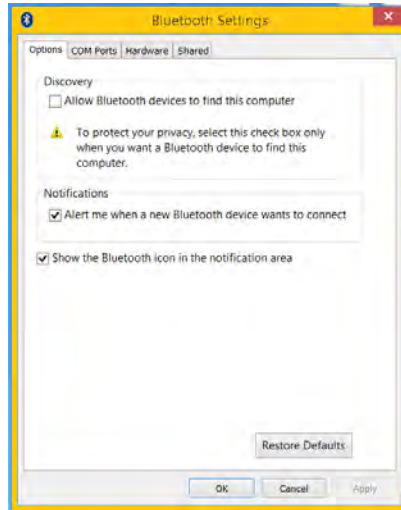 Bluetooth Settings
Options COM Ports Hardware Shared
Discovery
Allow Bluetooth devices to find this computer
To protect your privacy, select this check box only
when you want a Bluetooth device to find this
computer.
Notifications
Alert me when a new Bluetooth device wants to connect
Show the Bluetooth icon in the notification area
Restore Defaults
OK Cancel Apply